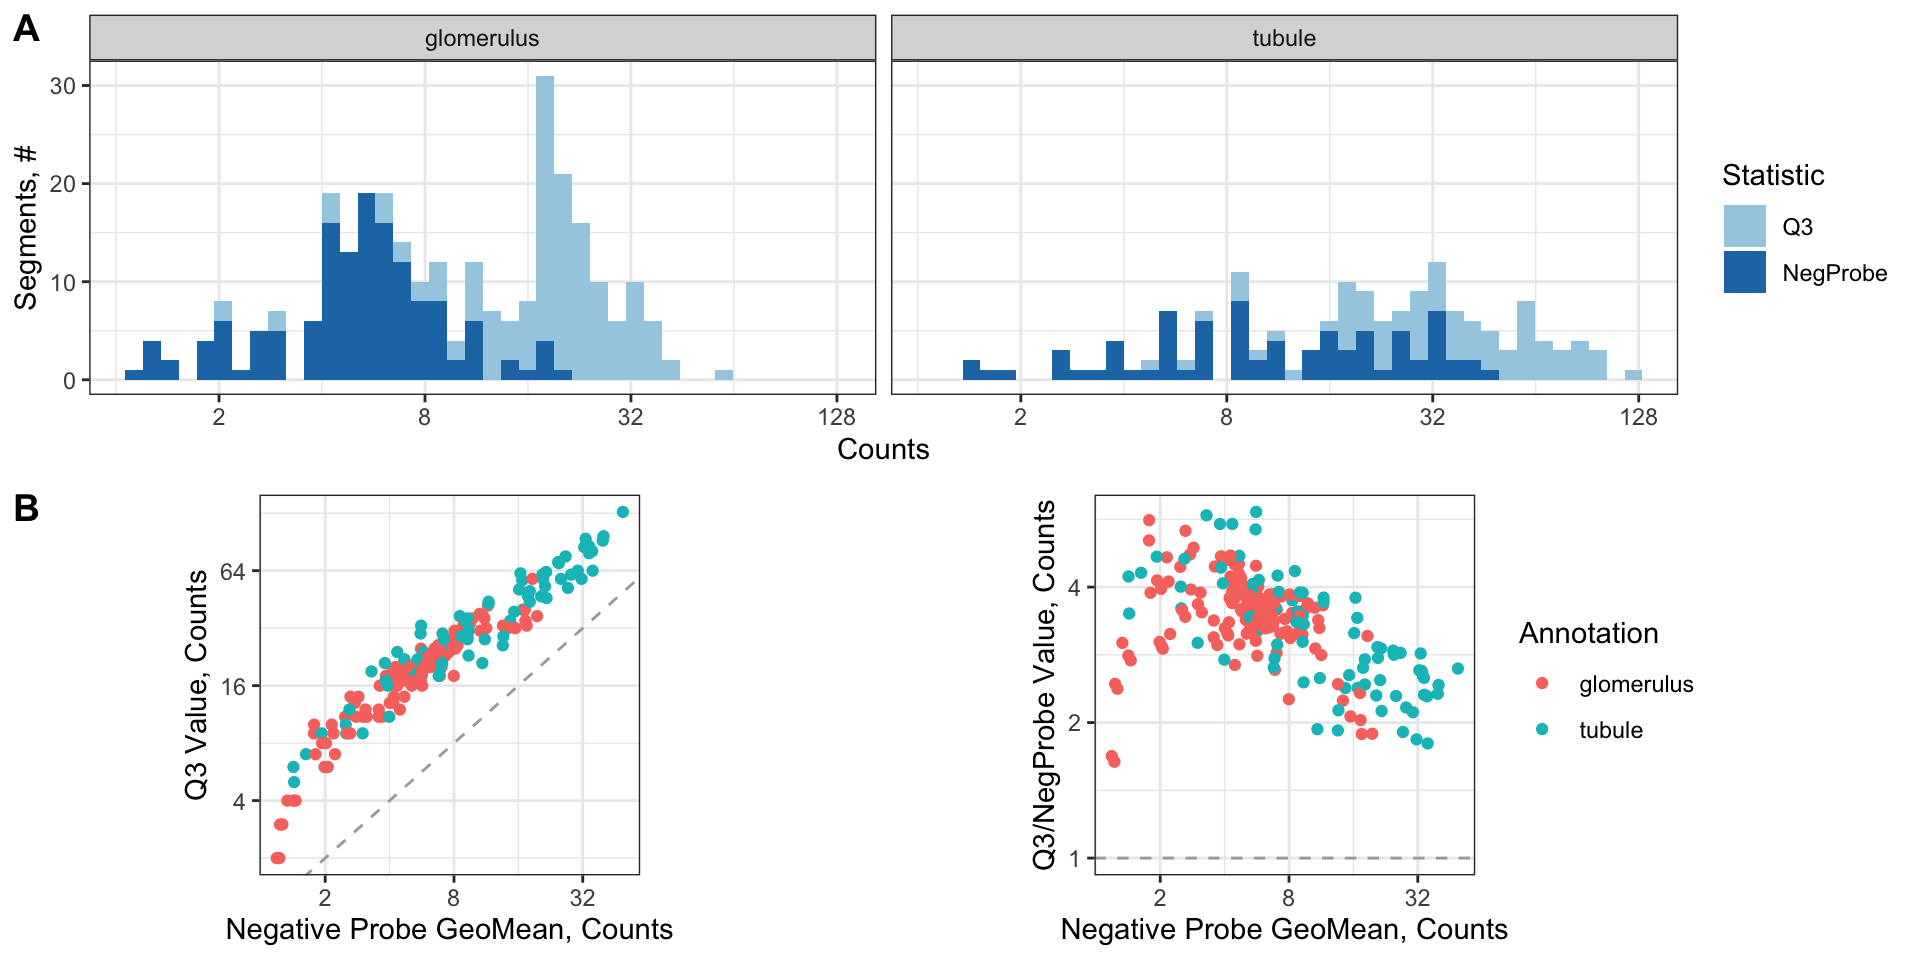 A
glomerulus
tubule
Segments, #
30
20
10
0
2 8 32 128
2 8 32 128
Counts
Statistic
Q3
NegProbe
B
Q3 Value, Counts
64
16
4
2 8 32
Negative Probe GeoMean, Counts
Q3/NegProbe Value, Counts
4
2
1
2 8 32
Negative Probe GeoMean, Counts
Annotation
glomerulus
tubule